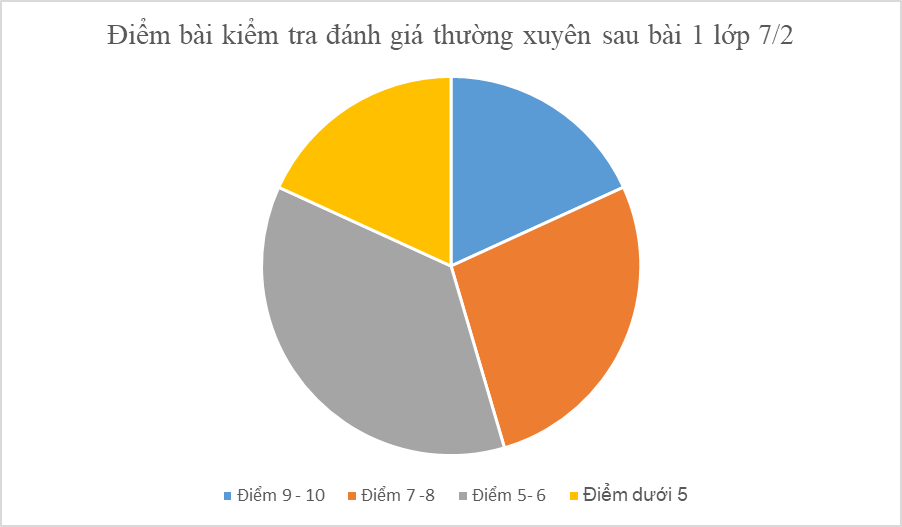 Điểm bài kiểm tra đánh giá thường xuyên sau bài 1 lớp 7/2
Điểm 9 - 10 Điểm 7 -8 Điểm 5- 6 Điểm dưới 5